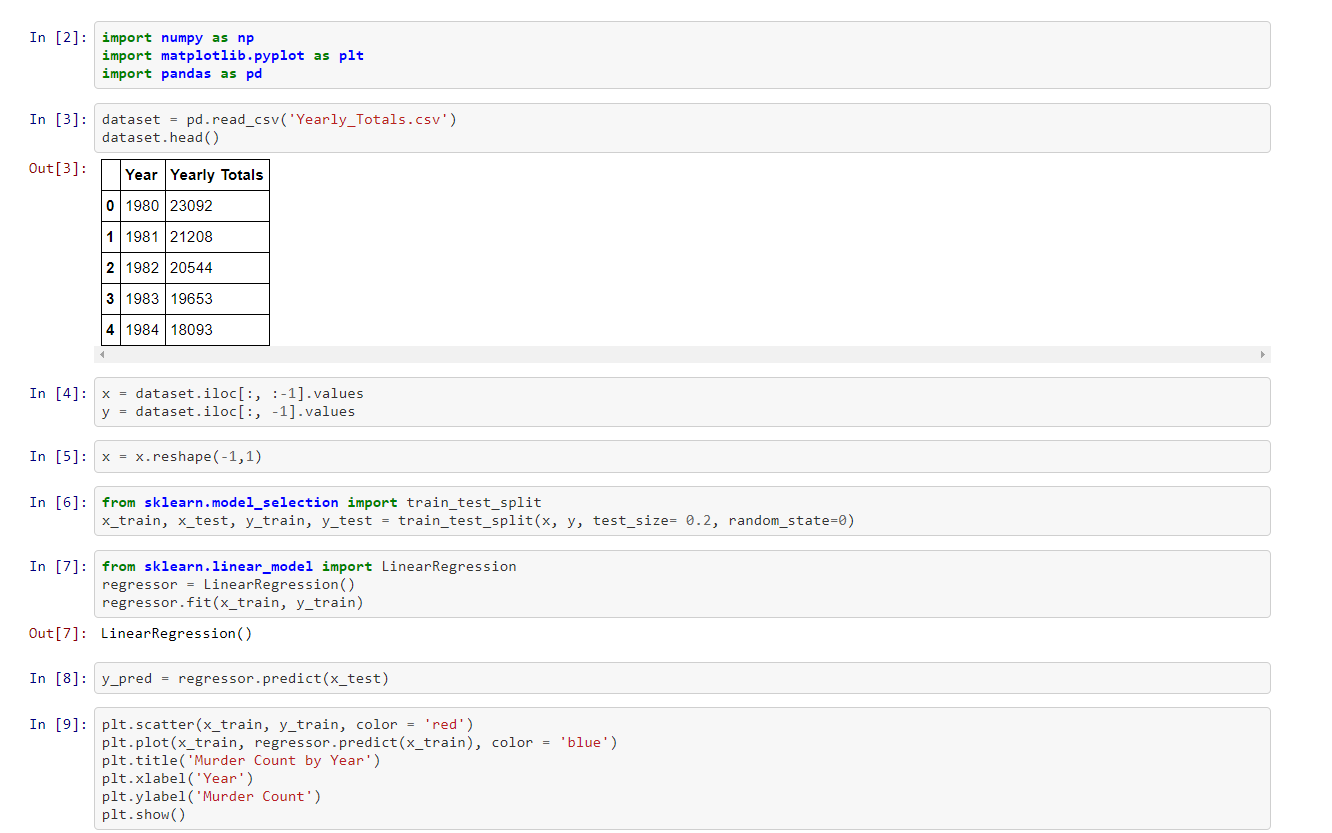 In [2]: import numpy as np
import matplotlib.pyplot as plt
import pandas as pd
In [3]: dataset = pd.read_csv('Yearly_Totals.csv')
dataset.head()
Out[3]:
Year Yearly Totals
0 1980 23092
1 1981 21208
2 1982 20544
3 1983 19653
4 1984 18093
In [4]: x = dataset.iloc[:, :-1].values
y = dataset.iloc[:, -1].values
In [5]: x = x.reshape(-1,1)
In [6]: from sklearn.model_selection import train_test_split
x_train, x_test, y_train, y_test = train_test_split(x, y, test_size= 0.2, random_state=0)
In [7]: from sklearn.linear_model import LinearRegression
regressor = LinearRegression()
regressor.fit(x_train, y_train)
Out[7]: LinearRegression()
In [8]: y_pred = regressor.predict(x_test)
In [9]: plt.scatter(x_train, y_train, color = 'red')
plt.plot(x_train, regressor.predict(x_train), color = 'blue')
plt.title('Murder Count by Year')
plt.xlabel('Year')
plt.ylabel('Murder Count')
plt.show()